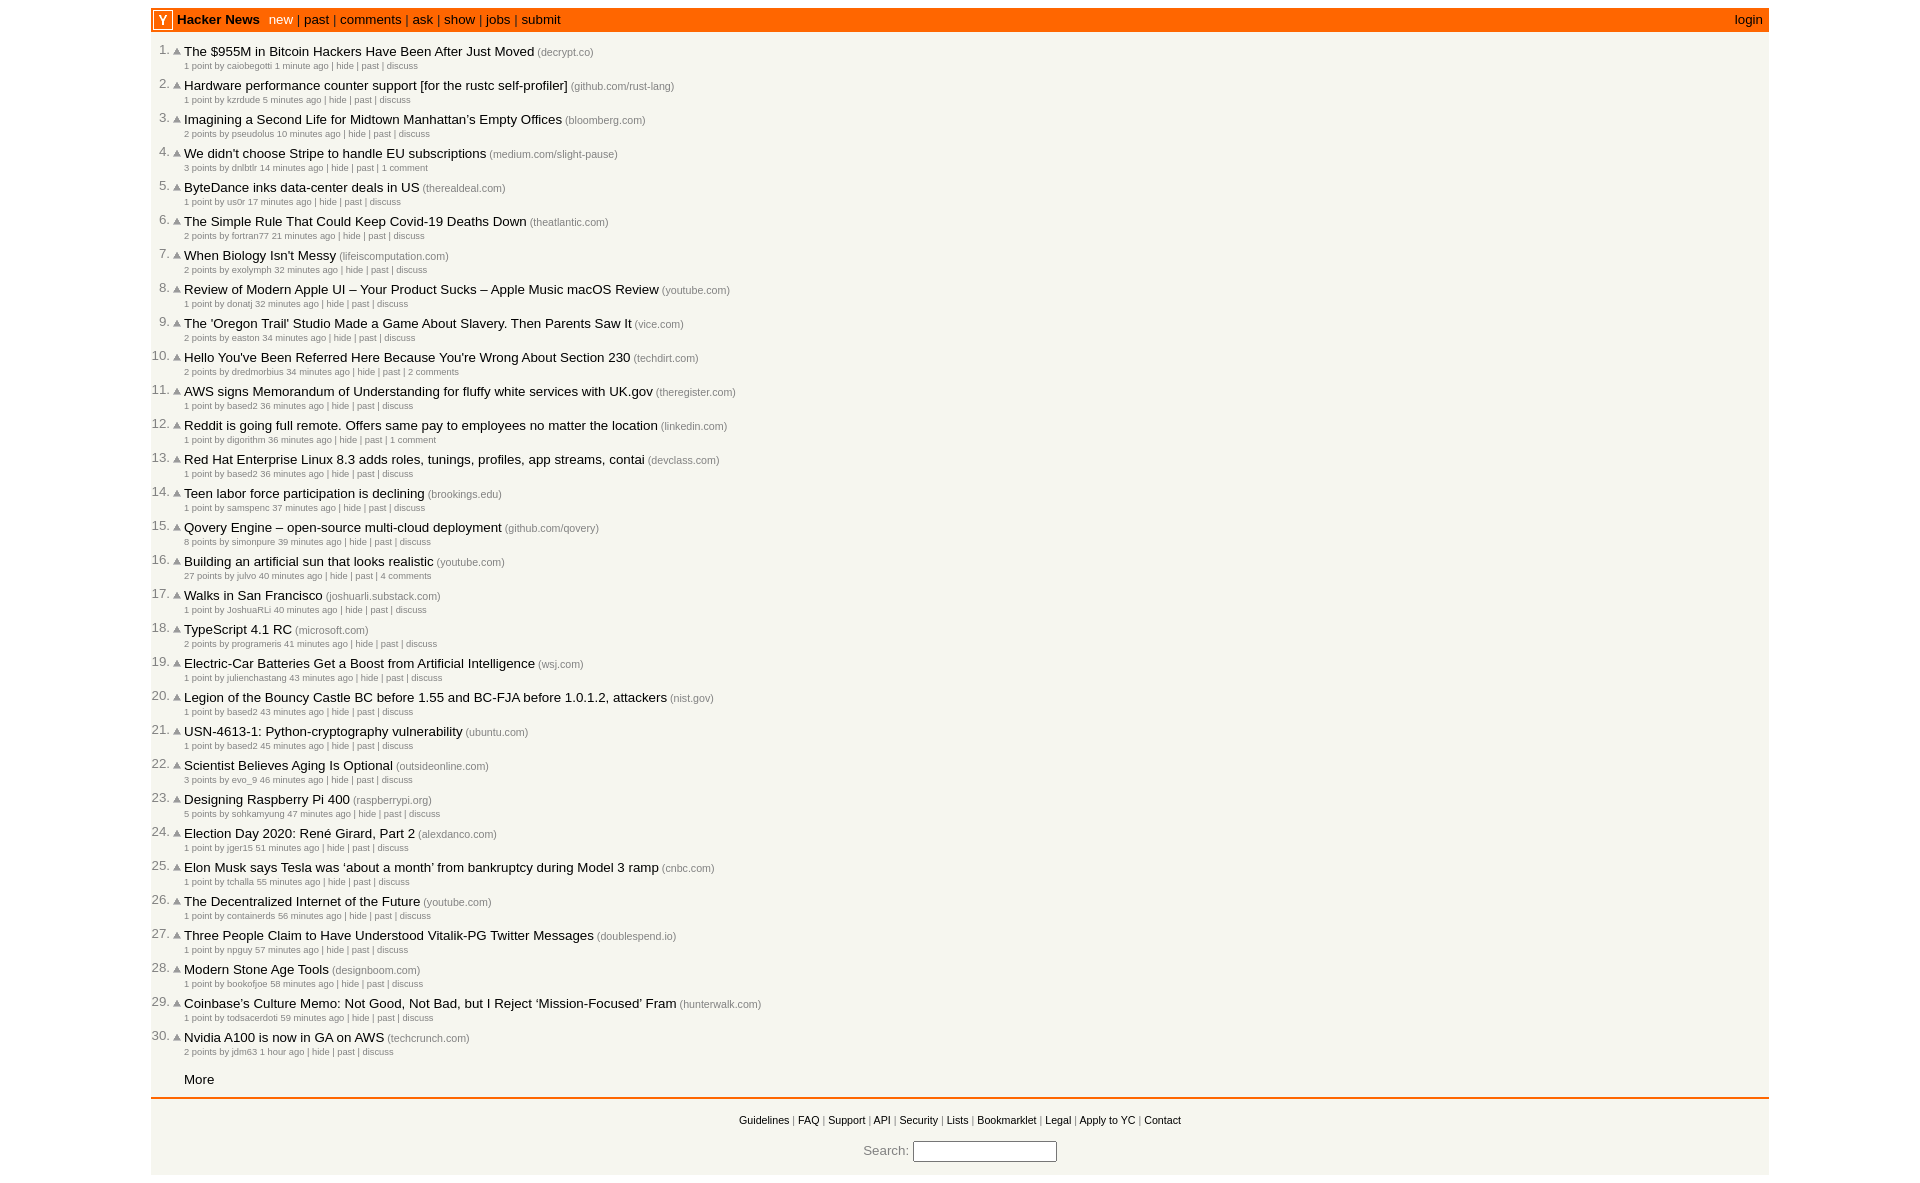 Y Hacker News new | past | comments | ask | show | jobs | submit login
1. The $955M in Bitcoin Hackers Have Been After Just Moved (decrypt.co)
1 point by caiobegotti 1 minute ago | hide | past | discuss
2. Hardware performance counter support [for the rustc self-profiler] (github.com/rust-lang)
1 point by kzrdude 5 minutes ago | hide | past | discuss
3. Imagining a Second Life for Midtown Manhattan’s Empty Offices (bloomberg.com)
2 points by pseudolus 10 minutes ago | hide | past | discuss
4. We didn't choose Stripe to handle EU subscriptions (medium.com/slight-pause)
3 points by dnlbtlr 14 minutes ago | hide | past | 1 comment
5. ByteDance inks data-center deals in US (therealdeal.com)
1 point by us0r 17 minutes ago | hide | past | discuss
6. The Simple Rule That Could Keep Covid-19 Deaths Down (theatlantic.com)
2 points by fortran77 21 minutes ago | hide | past | discuss
7. When Biology Isn't Messy (lifeiscomputation.com)
2 points by exolymph 32 minutes ago | hide | past | discuss
8. Review of Modern Apple UI – Your Product Sucks – Apple Music macOS Review (youtube.com)
1 point by donatj 32 minutes ago | hide | past | discuss
9. The 'Oregon Trail' Studio Made a Game About Slavery. Then Parents Saw It (vice.com)
2 points by easton 34 minutes ago | hide | past | discuss
10. Hello You've Been Referred Here Because You're Wrong About Section 230 (techdirt.com)
2 points by dredmorbius 34 minutes ago | hide | past | 2 comments
11. AWS signs Memorandum of Understanding for fluffy white services with UK.gov (theregister.com)
1 point by based2 36 minutes ago | hide | past | discuss
12. Reddit is going full remote. Offers same pay to employees no matter the location (linkedin.com)
1 point by digorithm 36 minutes ago | hide | past | 1 comment
13. Red Hat Enterprise Linux 8.3 adds roles, tunings, profiles, app streams, contai (devclass.com)
1 point by based2 36 minutes ago | hide | past | discuss
14. Teen labor force participation is declining (brookings.edu)
1 point by samspenc 37 minutes ago | hide | past | discuss
15. Qovery Engine – open-source multi-cloud deployment (github.com/qovery)
8 points by simonpure 39 minutes ago | hide | past | discuss
16. Building an artificial sun that looks realistic (youtube.com)
27 points by julvo 40 minutes ago | hide | past | 4 comments
17. Walks in San Francisco (joshuarli.substack.com)
1 point by JoshuaRLi 40 minutes ago | hide | past | discuss
18. TypeScript 4.1 RC (microsoft.com)
2 points by programeris 41 minutes ago | hide | past | discuss
19. Electric-Car Batteries Get a Boost from Artificial Intelligence (wsj.com)
1 point by julienchastang 43 minutes ago | hide | past | discuss
20. Legion of the Bouncy Castle BC before 1.55 and BC-FJA before 1.0.1.2, attackers (nist.gov)
1 point by based2 43 minutes ago | hide | past | discuss
21. USN-4613-1: Python-cryptography vulnerability (ubuntu.com)
1 point by based2 45 minutes ago | hide | past | discuss
22. Scientist Believes Aging Is Optional (outsideonline.com)
3 points by evo_9 46 minutes ago | hide | past | discuss
23. Designing Raspberry Pi 400 (raspberrypi.org)
5 points by sohkamyung 47 minutes ago | hide | past | discuss
24. Election Day 2020: René Girard, Part 2 (alexdanco.com)
1 point by jger15 51 minutes ago | hide | past | discuss
25. Elon Musk says Tesla was ‘about a month’ from bankruptcy during Model 3 ramp (cnbc.com)
1 point by tchalla 55 minutes ago | hide | past | discuss
26. The Decentralized Internet of the Future (youtube.com)
1 point by containerds 56 minutes ago | hide | past | discuss
27. Three People Claim to Have Understood Vitalik-PG Twitter Messages (doublespend.io)
1 point by npguy 57 minutes ago | hide | past | discuss
28. Modern Stone Age Tools (designboom.com)
1 point by bookofjoe 58 minutes ago | hide | past | discuss
29. Coinbase’s Culture Memo: Not Good, Not Bad, but I Reject ‘Mission-Focused’ Fram (hunterwalk.com)
1 point by todsacerdoti 59 minutes ago | hide | past | discuss
30. Nvidia A100 is now in GA on AWS (techcrunch.com)
2 points by jdm63 1 hour ago | hide | past | discuss
More
Guidelines | FAQ | Support | API | Security | Lists | Bookmarklet | Legal | Apply to YC | Contact
Search: